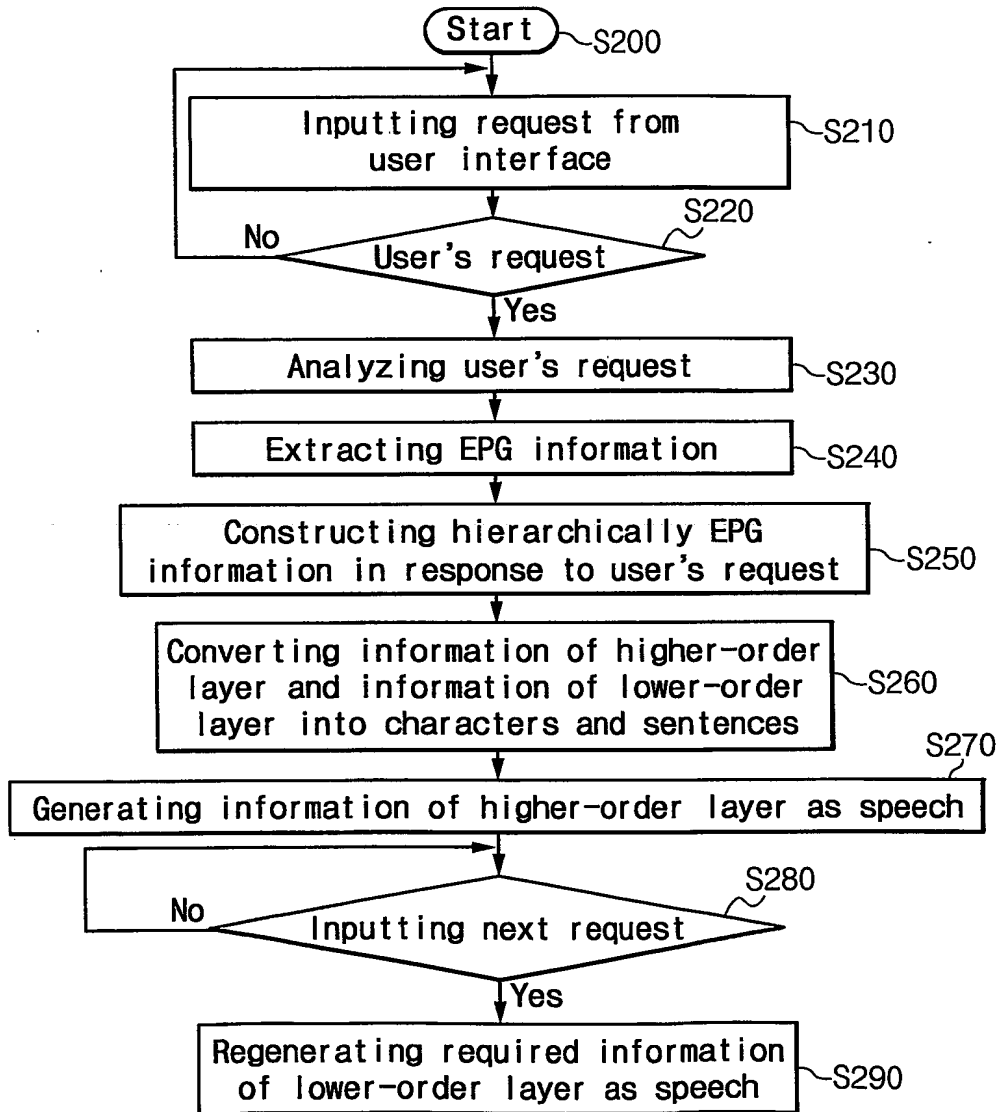 Start
S200
Inputting request from
user interface
S210
S220
No
User's request
Yes
Analyzing user's request
S230
Extracting EPG information
S240
Constructing hierarchically EPG
information in response to user's request
S250
Converting information of higher-order
layer and information of lower-order
layer into characters and sentences
S260
S270
Generating information of higher-order layer as speech
S280
No
Inputting next request
Yes
Regenerating required information
of lower-order layer as speech
S290